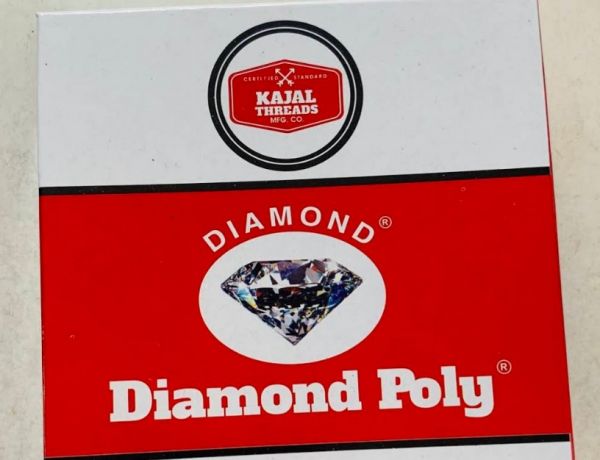 CERTIFIED STANDARD
KAJAL
THREADS
MFG. CO.
DIAMOND®
Diamond Poly®